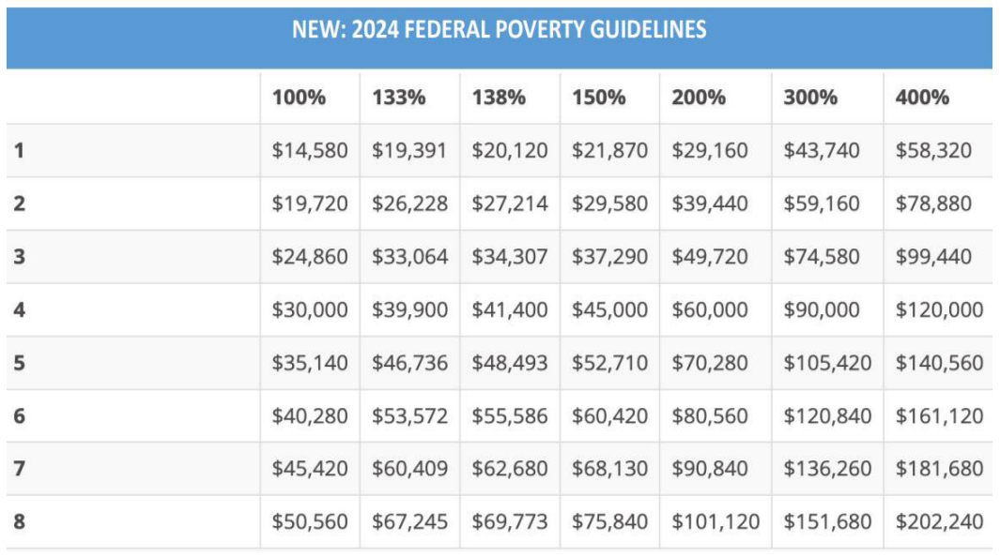 NEW: 2024 FEDERAL POVERTY GUIDELINES
100% 133% 138% 150% 200% 300% 400%
1 $14,580 $19,391 $20,120 $21,870 $29,160 $43,740 $58,320
2 $19,720 $26,228 $27,214 $29,580 $39,440 $59,160 $78,880
3 $24,860 $33,064 $34,307 $37,290 $49,720 $74,580 $99,440
4 $30,000 $39,900 $41,400 $45,000 $60,000 $90,000 $120,000
5 $35,140 $46,736 $48,493 $52,710 $70,280 $105,420 $140,560
6 $40,280 $53,572 $55,586 $60,420 $80,560 $120,840 $161,120
7 $45,420 $60,409 $62,680 $68,130 $90,840 $136,260 $181,680
8 $50,560 $67,245 $69,773 $75,840 $101,120 $151,680 $202,240